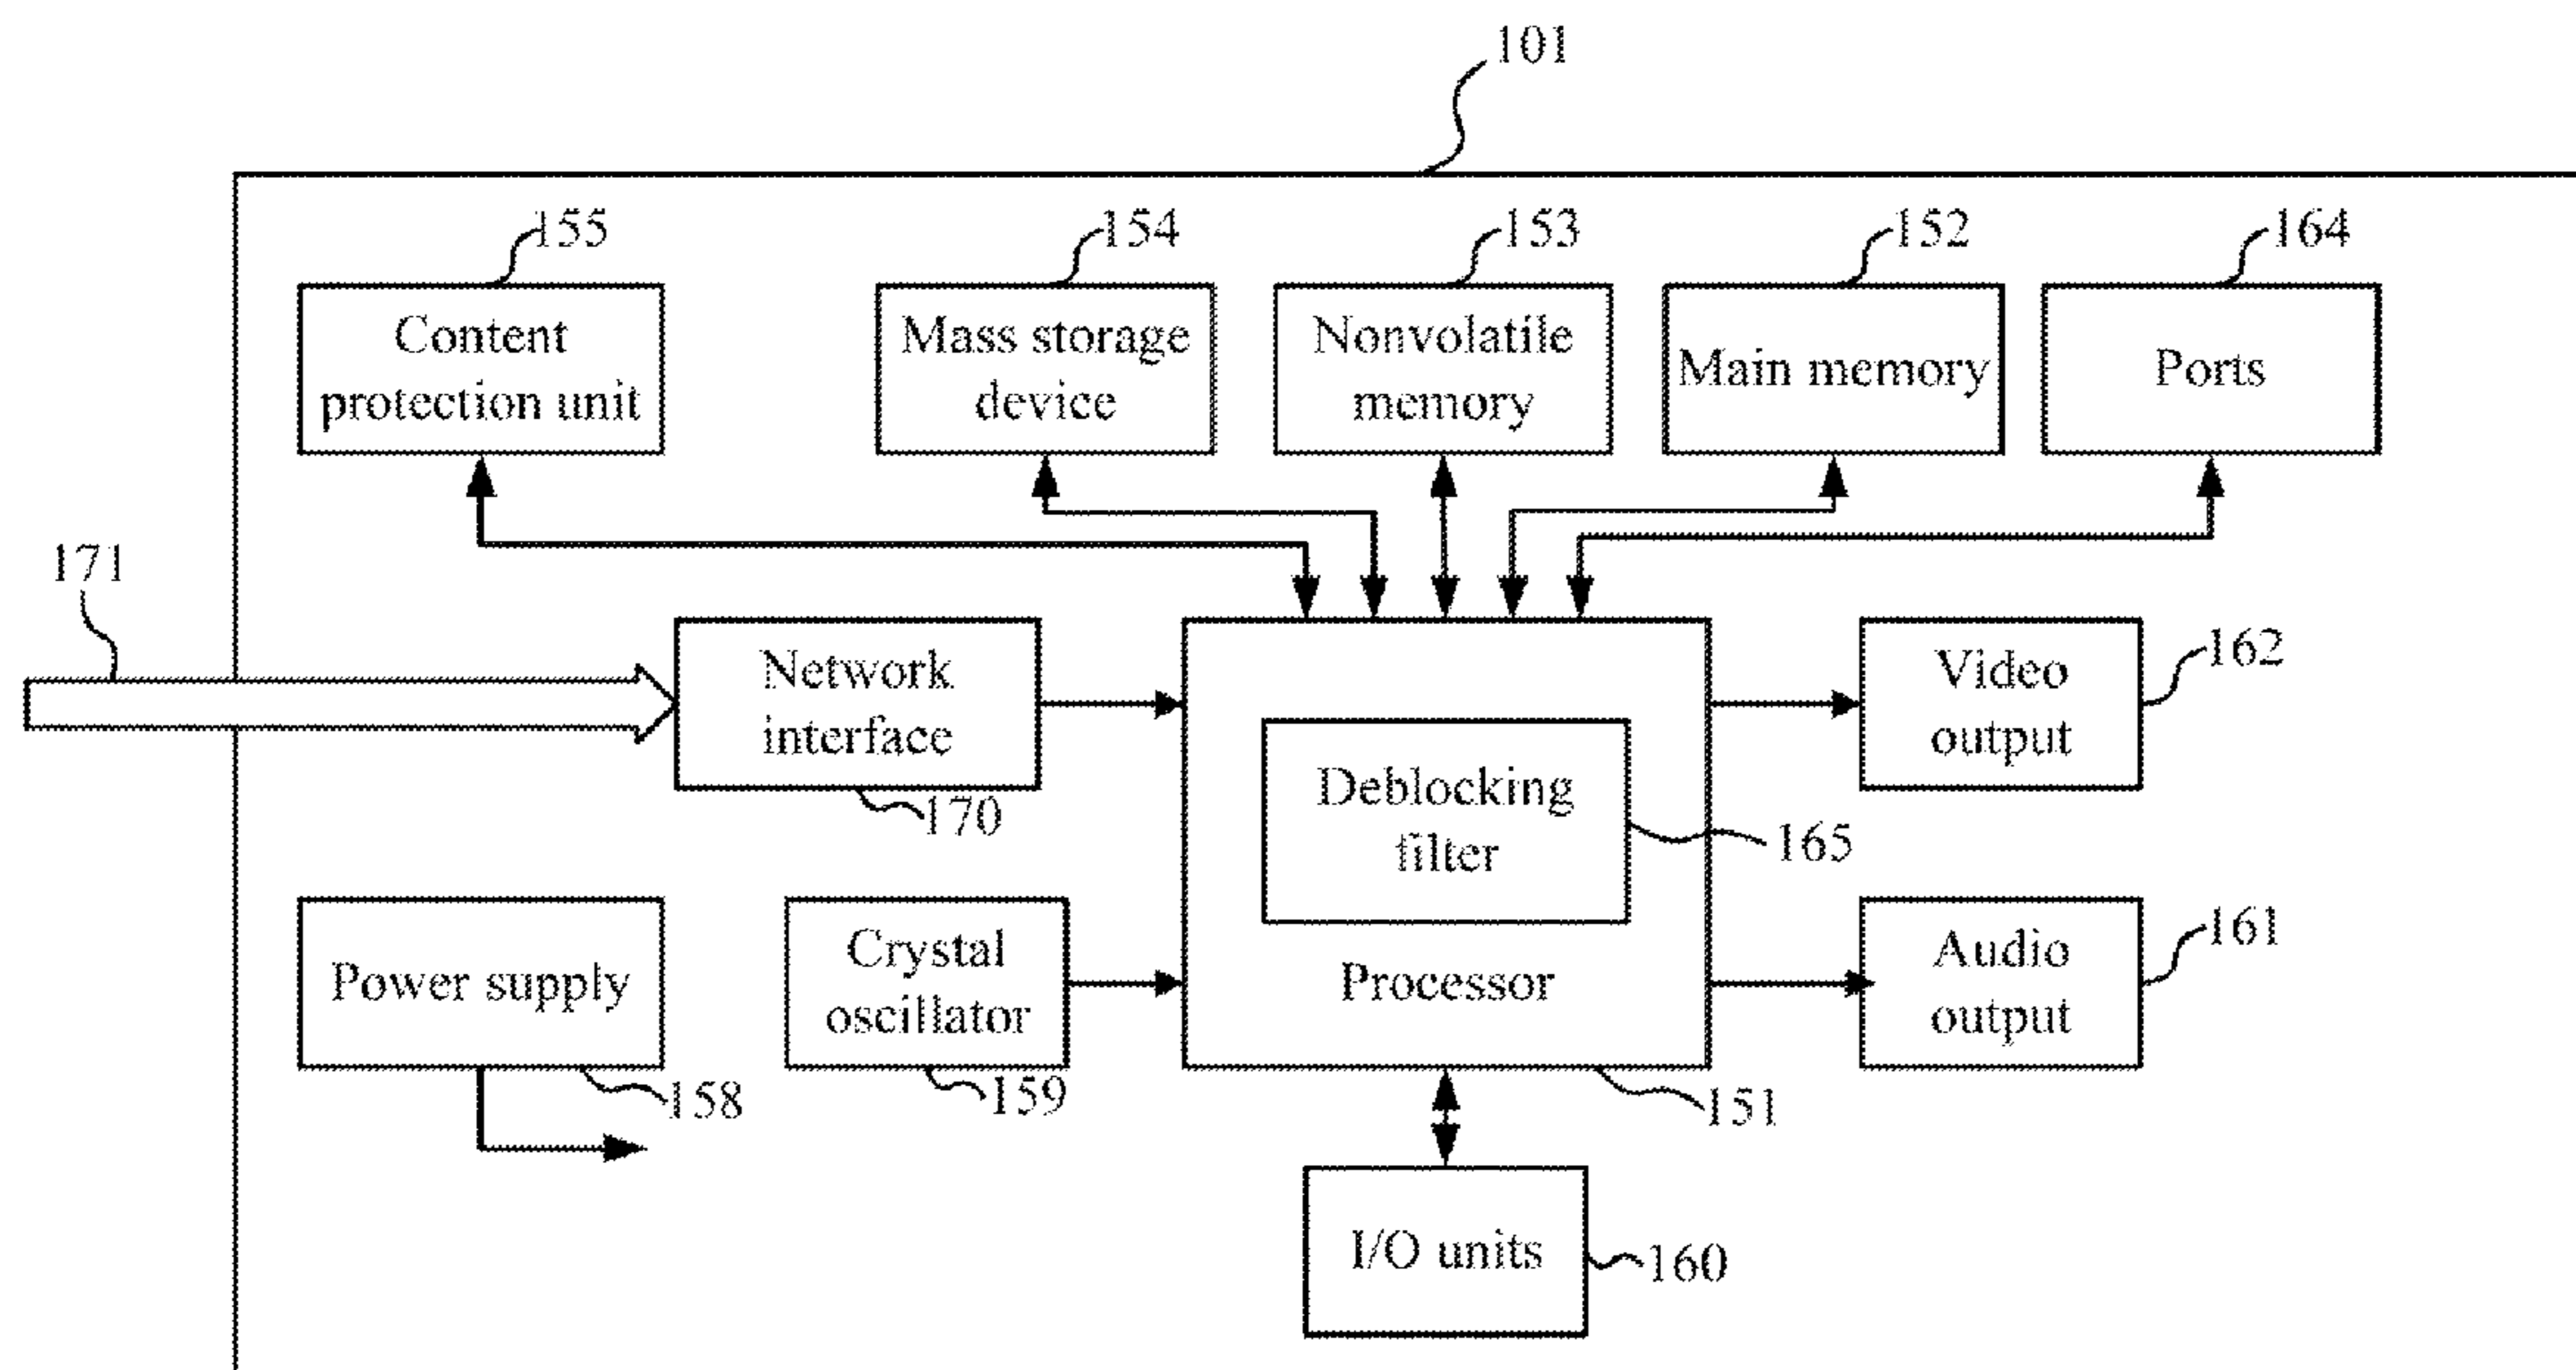 101
155
154
153
152
164
Content
protection unit
Mass storage
device
Nonvolatile
memory
Main memory
Ports
171
Network
interface
170
Deblocking
filter
165
Processor
151
Video
output
162
Power supply
158
Crystal
oscillator
159
Audio
output
161
I/O units
160